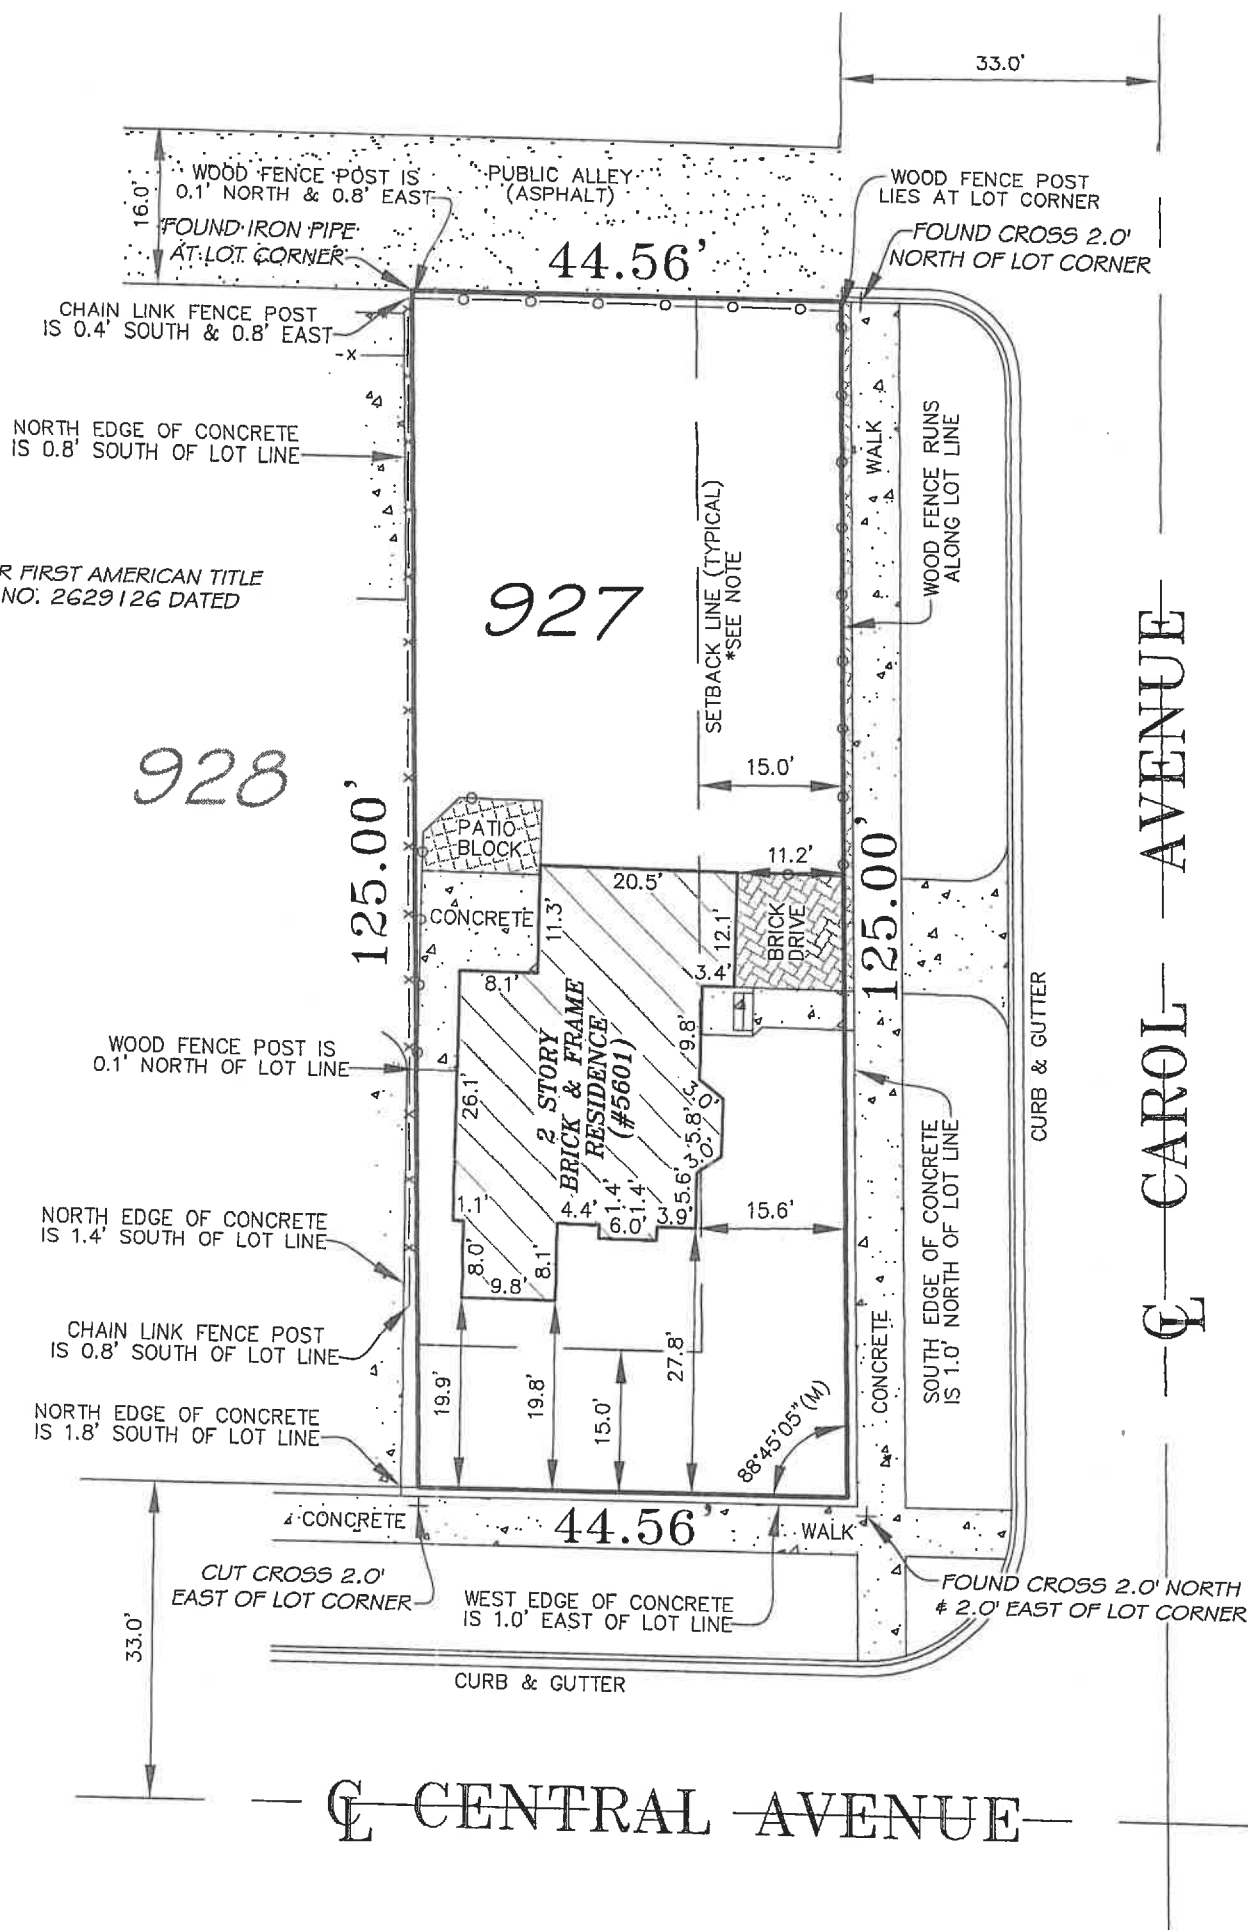 33.0'
16.0'
WOOD FENCE POST IS
0.1' NORTH & 0.8' EAST
PUBLIC ALLEY
(ASPHALT)
WOOD FENCE POST
LIES AT LOT CORNER
FOUND IRON PIPE
AT LOT CORNER
44.56'
FOUND CROSS 2.0'
NORTH OF LOT CORNER
CHAIN LINK FENCE POST
IS 0.4' SOUTH & 0.8' EAST
-x
NORTH EDGE OF CONCRETE
IS 0.8' SOUTH OF LOT LINE
WALK
WOOD FENCE RUNS
ALONG LOT LINE
R FIRST AMERICAN TITLE
NO. 2629126 DATED
927
SETBACK LINE (TYPICAL)
*SEE NOTE
928
125.00'
15.0'
PATIO
BLOCK
11.2'
125.00'
20.5'
CONCRETE
11.3'
12.1'
BRICK
DRIVE
8.1'
3.4'
2 STORY
BRICK & FRAME
RESIDENCE
(#5601)
9.8'
WOOD FENCE POST IS
0.1' NORTH OF LOT LINE
26.1'
3.0'
5.8'
3.0'
CURB & GUTTER
℄ CAROL AVENUE
SOUTH EDGE OF CONCRETE
IS 1.0' NORTH OF LOT LINE
1.1'
4.4'
1.4'
1.4'
6.0'
3.9'
5.6'
15.6'
NORTH EDGE OF CONCRETE
IS 1.4' SOUTH OF LOT LINE
8.0'
9.8'
8.1'
CHAIN LINK FENCE POST
IS 0.8' SOUTH OF LOT LINE
CONCRETE
19.9'
19.8'
15.0'
27.8'
88°45'05"(M)
NORTH EDGE OF CONCRETE
IS 1.8' SOUTH OF LOT LINE
CONCRETE
44.56'
WALK
CUT CROSS 2.0'
EAST OF LOT CORNER
WEST EDGE OF CONCRETE
IS 1.0' EAST OF LOT LINE
FOUND CROSS 2.0' NORTH
& 2.0' EAST OF LOT CORNER
33.0'
CURB & GUTTER
℄ CENTRAL AVENUE